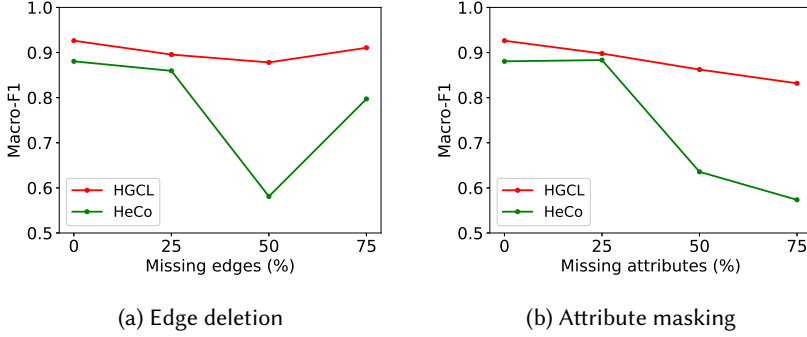 1.0
0.9
0.8
0.7
0.6
0.5
Macro-F1
HGCL
HeCo
0 25 50 75
Missing edges (%)
(a) Edge deletion
1.0
0.9
0.8
0.7
0.6
0.5
Macro-F1
HGCL
HeCo
0 25 50 75
Missing attributes (%)
(b) Attribute masking